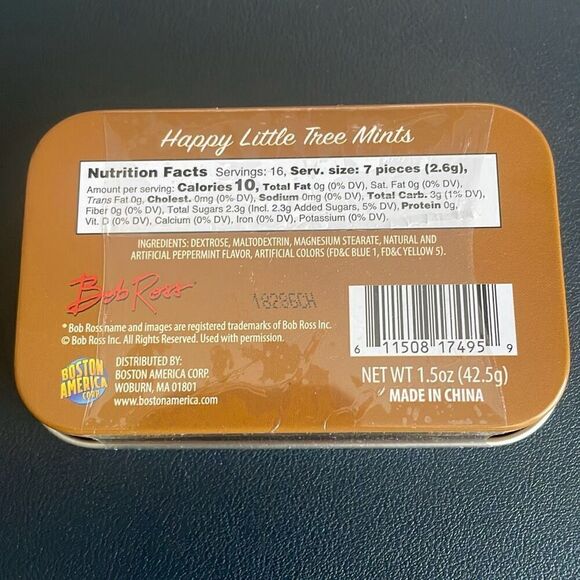 Happy Little Tree Mints
Nutrition Facts Servings: 16, Serv. size: 7 pieces (2.6g),
Amount per serving: Calories 10, Total Fat 0g (0% DV), Sat. Fat 0g (0% DV),
Trans Fat 0g, Cholest. 0mg (0% DV), Sodium 0mg (0% DV), Total Carb. 3g (1% DV),
Fiber 0g (0% DV), Total Sugars 2.3g (Incl. 2.3g Added Sugars, 5% DV), Protein 0g,
Vit. D (0% DV), Calcium (0% DV), Iron (0% DV), Potassium (0% DV).
INGREDIENTS: DEXTROSE, MALTODEXTRIN, MAGNESIUM STEARATE, NATURAL AND
ARTIFICIAL PEPPERMINT FLAVOR, ARTIFICIAL COLORS (FD&C BLUE 1, FD&C YELLOW 5).
Bob Ross®
18286CH
* Bob Ross name and images are registered trademarks of Bob Ross Inc.
© Bob Ross Inc. All Rights Reserved. Used with permission.
6 11508 17495 9
BOSTON
AMERICA
CORP
DISTRIBUTED BY:
BOSTON AMERICA CORP.
WOBURN, MA 01801
www.bostonamerica.com
NET WT 1.5oz (42.5g)
MADE IN CHINA